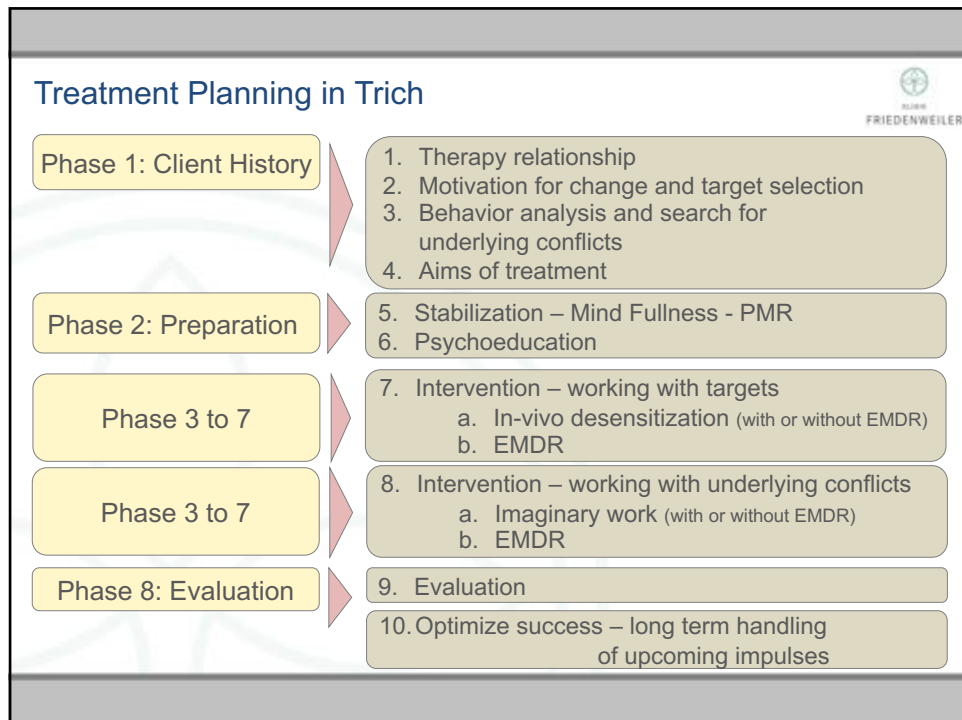 Treatment Planning in Trich
KLINIK
FRIEDENWEILER
Phase 1: Client History
1. Therapy relationship
2. Motivation for change and target selection
3. Behavior analysis and search for
underlying conflicts
4. Aims of treatment
Phase 2: Preparation
5. Stabilization – Mind Fullness - PMR
6. Psychoeducation
Phase 3 to 7
7. Intervention – working with targets
a. In-vivo desensitization (with or without EMDR)
b. EMDR
Phase 3 to 7
8. Intervention – working with underlying conflicts
a. Imaginary work (with or without EMDR)
b. EMDR
Phase 8: Evaluation
9. Evaluation
10. Optimize success – long term handling
of upcoming impulses